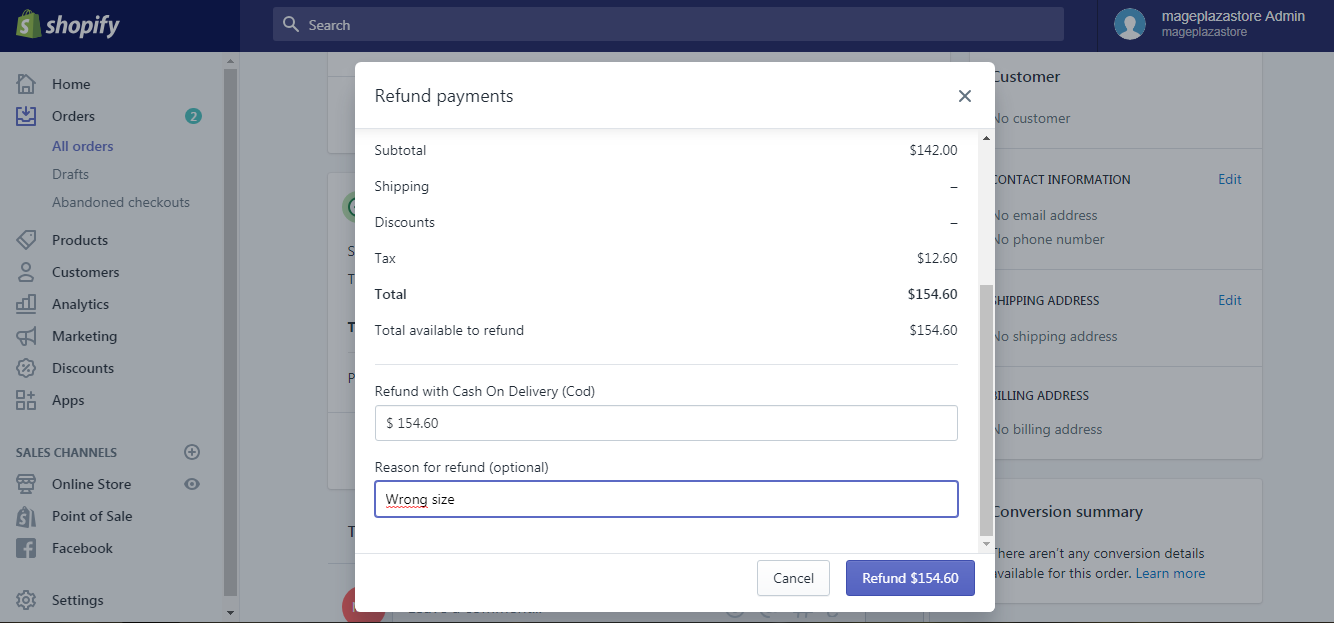 shopify
Search
mageplazastore Admin
mageplazastore
Home
Orders
2
All orders
Drafts
Abandoned checkouts
Products
Customers
Analytics
Marketing
Discounts
Apps
SALES CHANNELS
Online Store
Point of Sale
Facebook
Settings
Refund payments
Subtotal $142.00
Shipping –
Discounts –
Tax $12.60
Total $154.60
Total available to refund $154.60
Refund with Cash On Delivery (Cod)
$ 154.60
Reason for refund (optional)
Wrong size
Cancel
Refund $154.60
Customer
No customer
CONTACT INFORMATION Edit
No email address
No phone number
SHIPPING ADDRESS Edit
No shipping address
BILLING ADDRESS
No billing address
Conversion summary
There aren't any conversion details
available for this order. Learn more